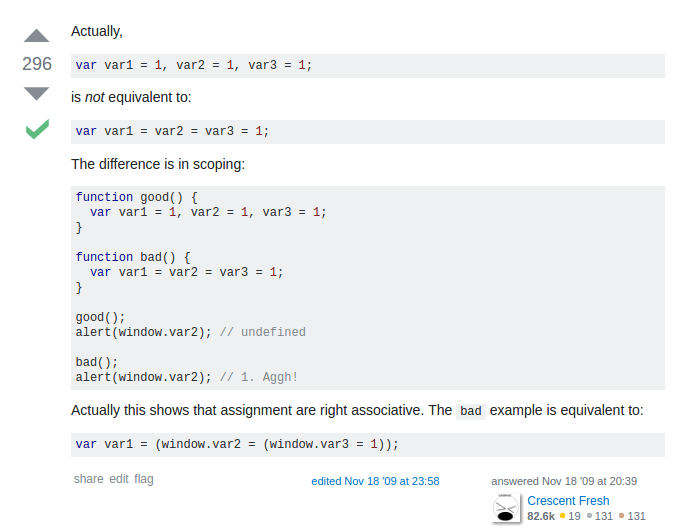 Actually,
296
var var1 = 1, var2 = 1, var3 = 1;
is not equivalent to:
var var1 = var2 = var3 = 1;
The difference is in scoping:
function good() {
  var var1 = 1, var2 = 1, var3 = 1;
}
function bad() {
  var var1 = var2 = var3 = 1;
}
good();
alert(window.var2); // undefined
bad();
alert(window.var2); // 1. Aggh!
Actually this shows that assignment are right associative. The bad example is equivalent to:
var var1 = (window.var2 = (window.var3 = 1));
share edit flag
edited Nov 18 '09 at 23:58
answered Nov 18 '09 at 20:39
Crescent Fresh
82.6k ● 19 ● 131 ● 131